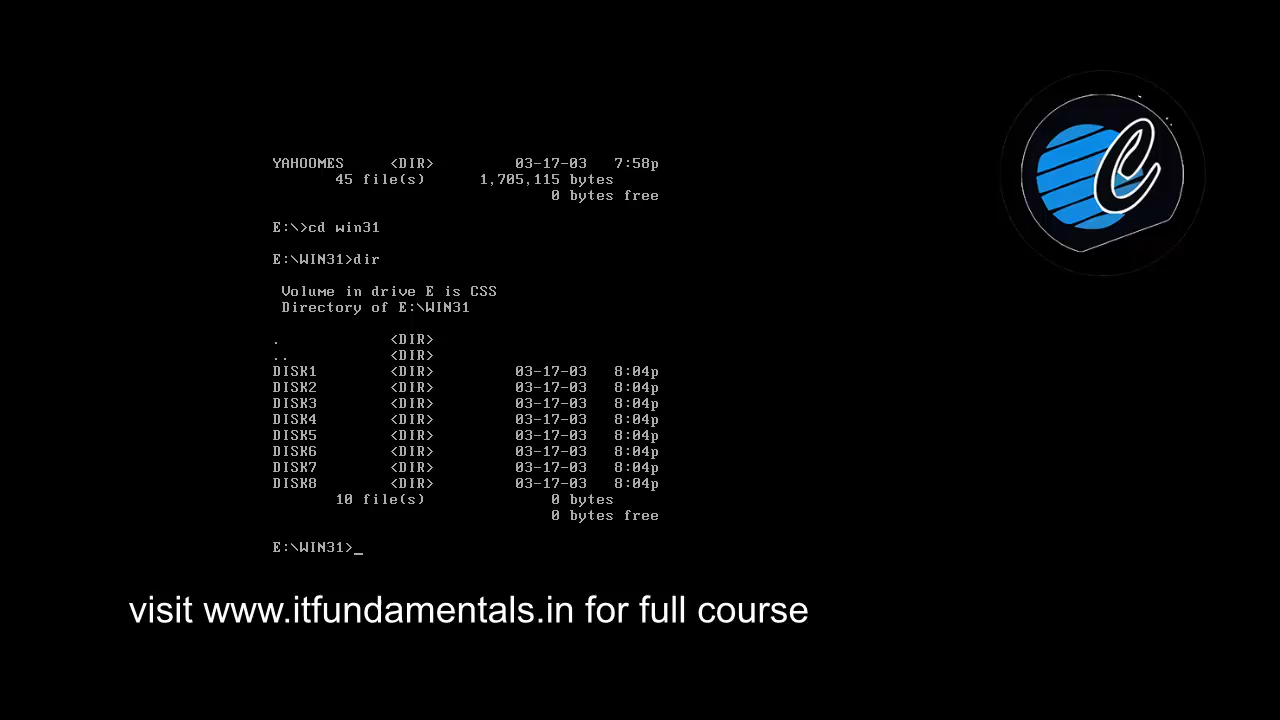 YAHOOMES     <DIR>         03-17-03   7:58p
       45 file(s)      1,705,115 bytes
                               0 bytes free
E:\>cd win31
E:\WIN31>dir
 Volume in drive E is CSS
 Directory of E:\WIN31
.            <DIR>
..           <DIR>
DISK1        <DIR>         03-17-03   8:04p
DISK2        <DIR>         03-17-03   8:04p
DISK3        <DIR>         03-17-03   8:04p
DISK4        <DIR>         03-17-03   8:04p
DISK5        <DIR>         03-17-03   8:04p
DISK6        <DIR>         03-17-03   8:04p
DISK7        <DIR>         03-17-03   8:04p
DISK8        <DIR>         03-17-03   8:04p
       10 file(s)              0 bytes
                               0 bytes free
E:\WIN31>_
visit www.itfundamentals.in for full course
C